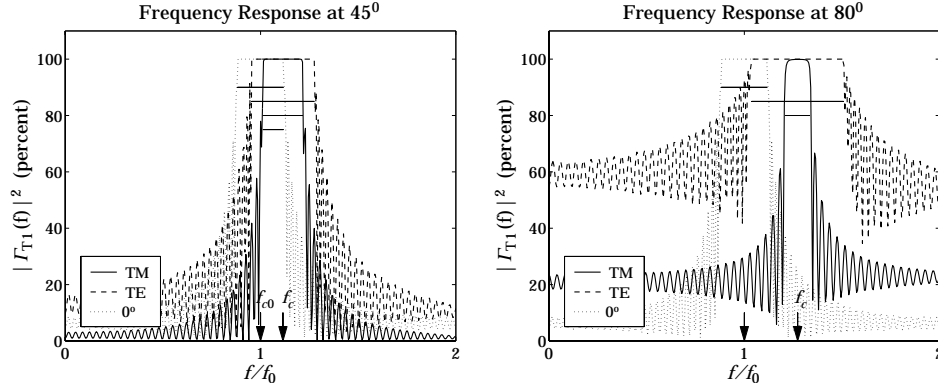 Frequency Response at 45⁰
100
80
60
40
20
0
| Γ_T1(f) |² (percent)
TM
TE
0º
f_c0
f_c
0
1
2
f/f₀
Frequency Response at 80⁰
100
80
60
40
20
0
| Γ_T1(f) |² (percent)
TM
TE
0º
f_c
0
1
2
f/f₀